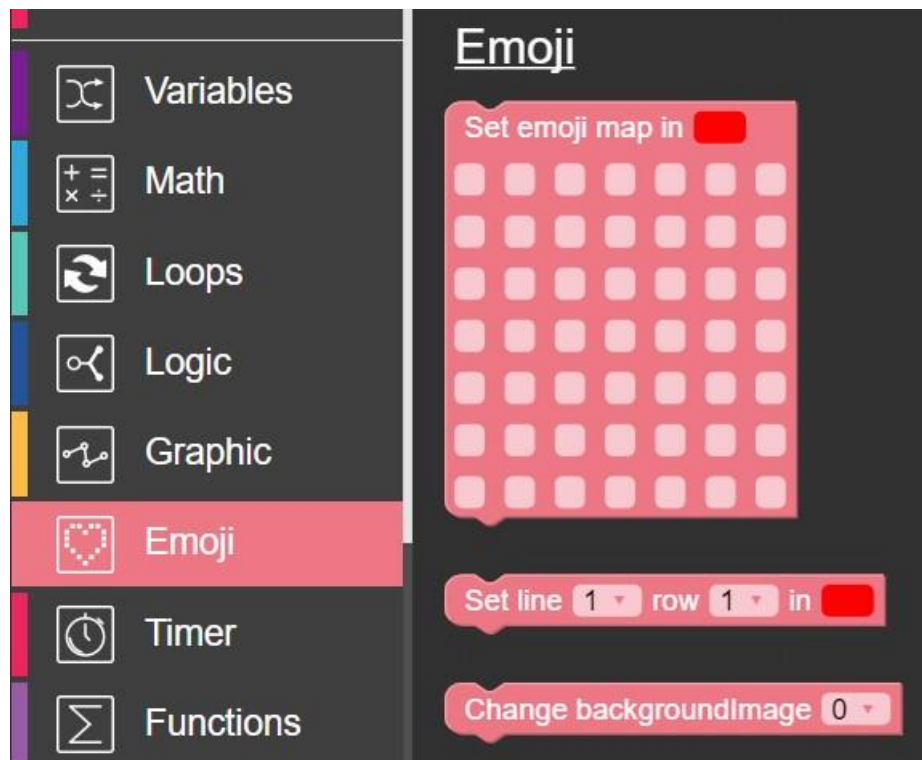 Variables
Math
Loops
Logic
Graphic
Emoji
Timer
Functions
Emoji
Set emoji map in
Set line 1 row 1 in
Change backgroundImage 0